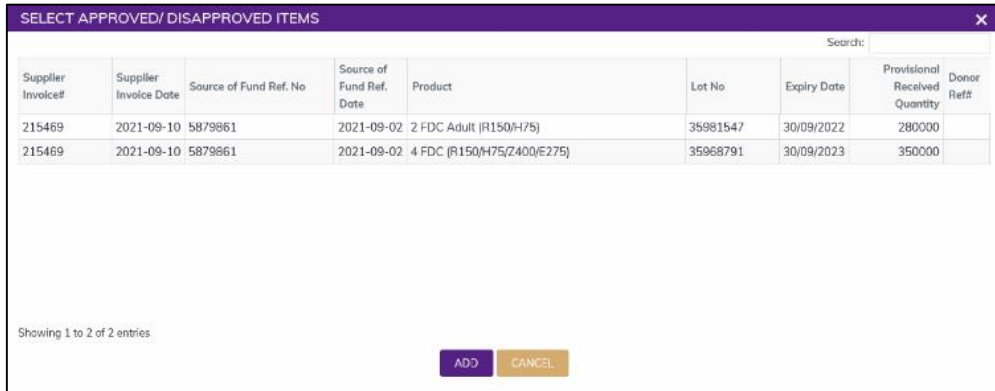 SELECT APPROVED/ DISAPPROVED ITEMS X
Search:
Supplier Invoice# Supplier Invoice Date Source of Fund Ref. No Source of Fund Ref. Date Product Lot No Expiry Date Provisional Received Quantity Donor Ref#
215469 2021-09-10 5879861 2021-09-02 2 FDC Adult (R150/H75) 35981547 30/09/2022 280000
215469 2021-09-10 5879861 2021-09-02 4 FDC (R150/H75/Z400/E275) 35968791 30/09/2023 350000
Showing 1 to 2 of 2 entries
ADD CANCEL